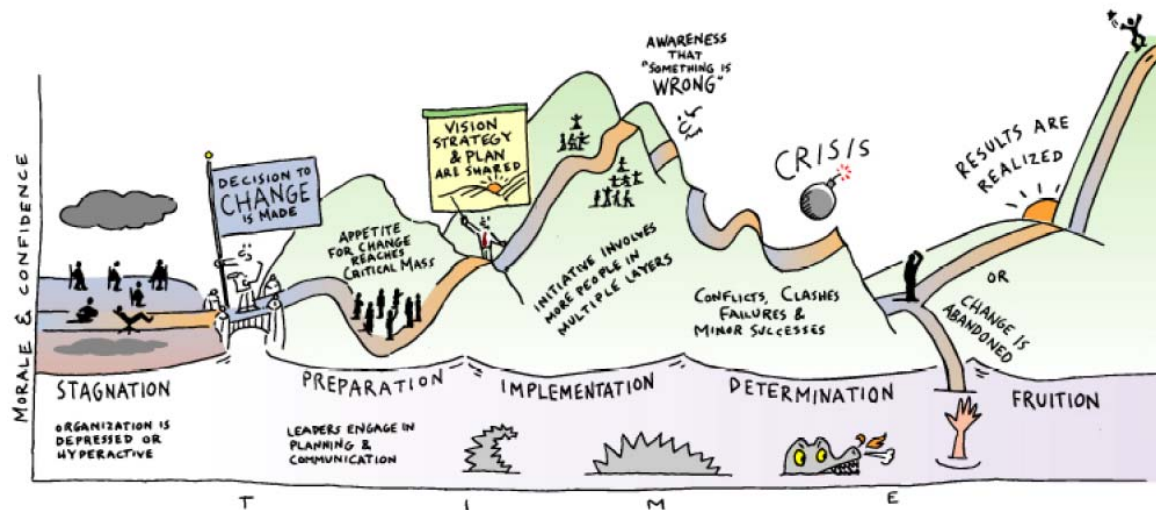 MORALE & CONFIDENCE
DECISION TO
CHANGE
IS MADE
APPETITE
FOR CHANGE
REACHES
CRITICAL MASS
VISION
STRATEGY
& PLAN
ARE SHARED
INITIATIVE INVOLVES
MORE PEOPLE IN
MULTIPLE LAYERS
AWARENESS
THAT
"SOMETHING IS
WRONG"
CRISIS
CONFLICTS, CLASHES
FAILURES &
MINOR SUCCESSES
RESULTS ARE
REALIZED
OR
CHANGE IS
ABANDONED
STAGNATION
ORGANIZATION IS
DEPRESSED OR
HYPERACTIVE
PREPARATION
LEADERS ENGAGE IN
PLANNING &
COMMUNICATION
IMPLEMENTATION
DETERMINATION
FRUITION
TIME